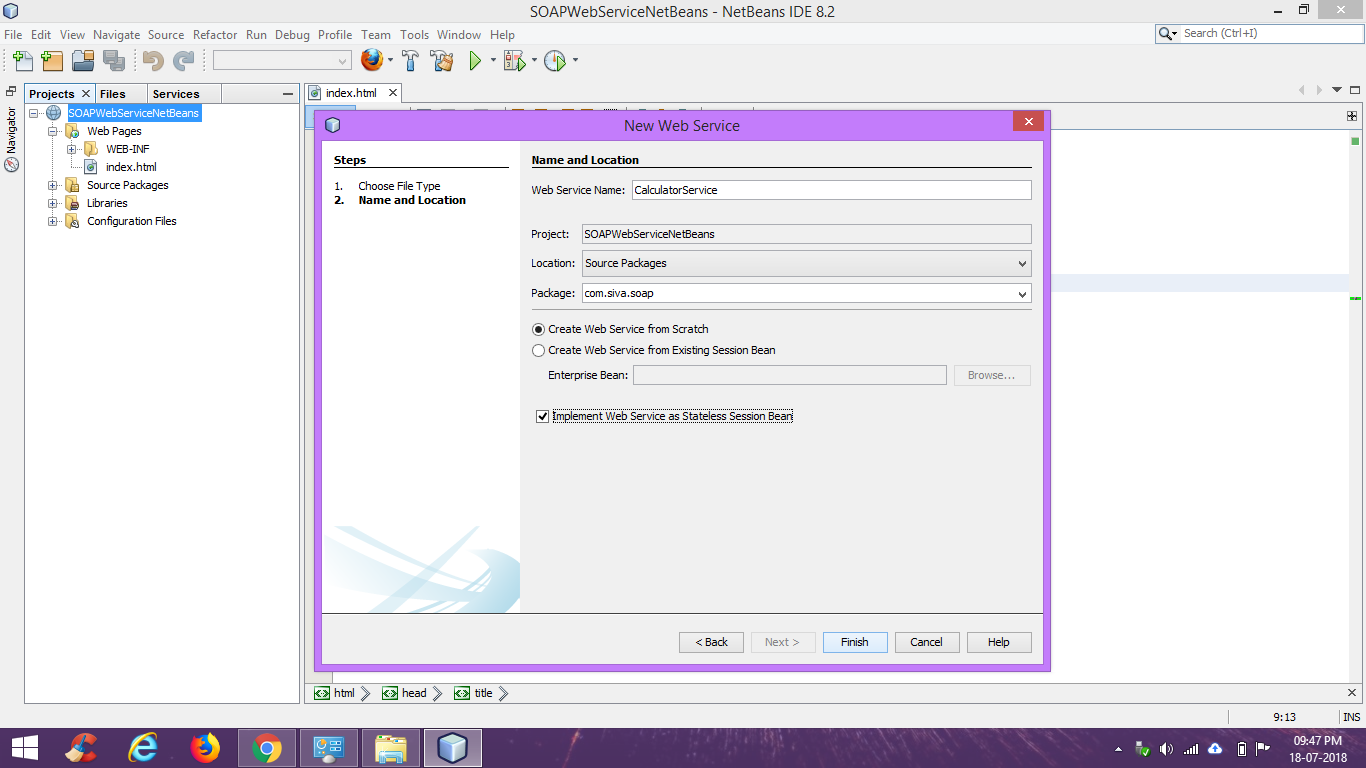 SOAPWebServiceNetBeans - NetBeans IDE 8.2
File Edit View Navigate Source Refactor Run Debug Profile Team Tools Window Help
Search (Ctrl+I)
Projects Files Services
index.html
Navigator
SOAPWebServiceNetBeans
Web Pages
WEB-INF
index.html
Source Packages
Libraries
Configuration Files
New Web Service
Steps
1. Choose File Type
2. Name and Location
Name and Location
Web Service Name: CalculatorService
Project: SOAPWebServiceNetBeans
Location: Source Packages
Package: com.siva.soap
Create Web Service from Scratch
Create Web Service from Existing Session Bean
Enterprise Bean: Browse...
Implement Web Service as Stateless Session Bean
< Back Next > Finish Cancel Help
html head title
9:13 INS
09:47 PM
18-07-2018